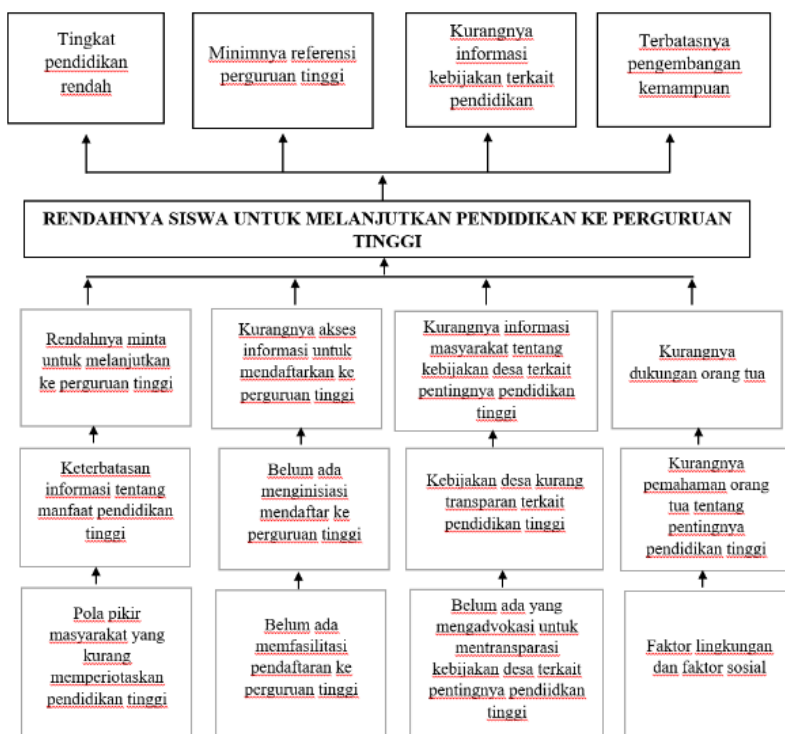 Tingkat
pendidikan
rendah
Minimnya referensi
perguruan tinggi
Kurangnya
informasi
kebijakan terkait
pendidikan
Terbatasnya
pengembangan
kemampuan
RENDAHNYA SISWA UNTUK MELANJUTKAN PENDIDIKAN KE PERGURUAN
TINGGI
Rendahnya minta
untuk melanjutkan
ke perguruan tinggi
Kurangnya akses
informasi untuk
mendaftarkan ke
perguruan tinggi
Kurangnya informasi
masyarakat tentang
kebijakan desa terkait
pentingnya pendidikan
tinggi
Kurangnya
dukungan orang tua
Keterbatasan
informasi tentang
manfaat pendidikan
tinggi
Belum ada
menginisiasi
mendaftar ke
perguruan tinggi
Kebijakan desa kurang
transparan terkait
pendidikan tinggi
Kurangnya
pemahaman orang
tua tentang
pentingnya
pendidikan tinggi
Pola pikir
masyarakat yang
kurang
memperiotaskan
pendidikan tinggi
Belum ada
memfasilitasi
pendaftaran ke
perguruan tinggi
Belum ada yang
mengadvokasi untuk
mentransparasi
kebijakan desa terkait
pentingnya pendiidkan
tinggi
Faktor lingkungan
dan faktor sosial